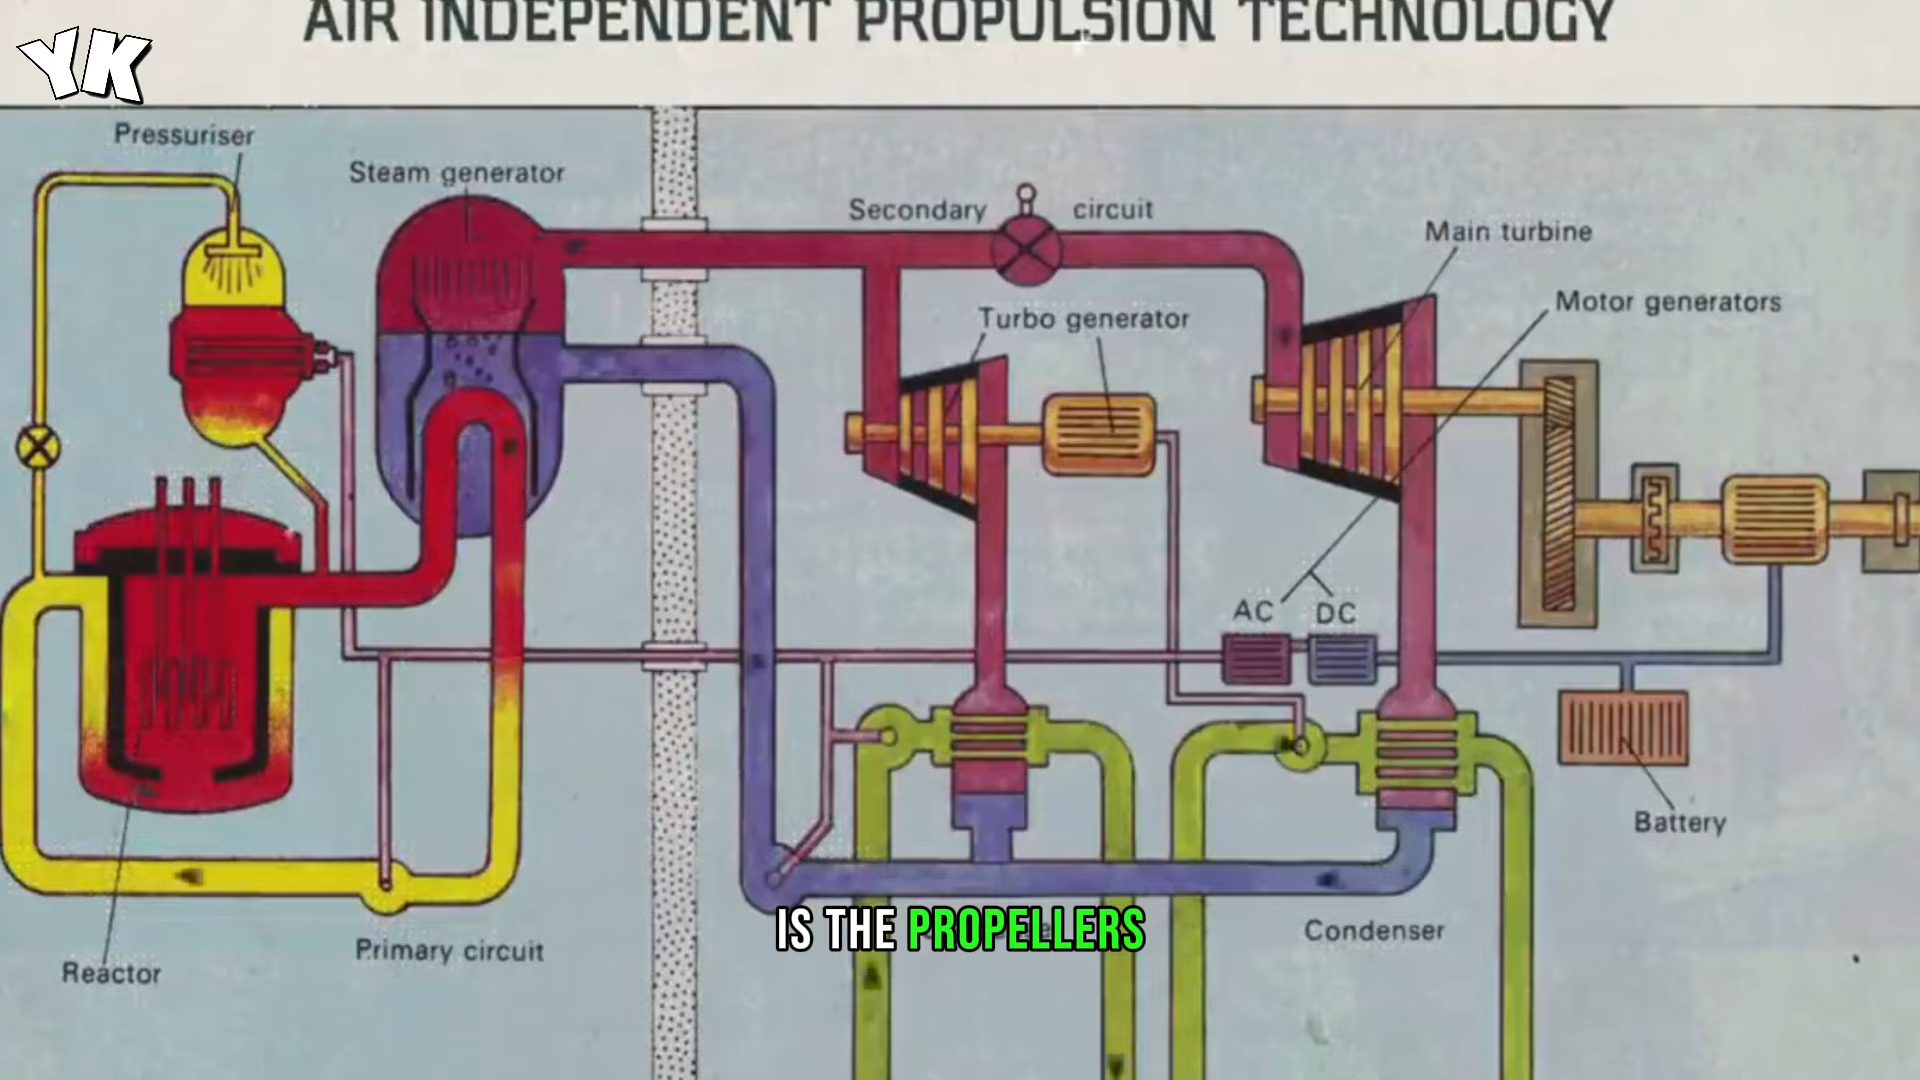 AIR INDEPENDENT PROPULSION TECHNOLOGY
YK
Pressuriser
Steam generator
Secondary circuit
Main turbine
Motor generators
Turbo generator
AC DC
Battery
IS THE PROPELLERS
Condenser
Primary circuit
Reactor